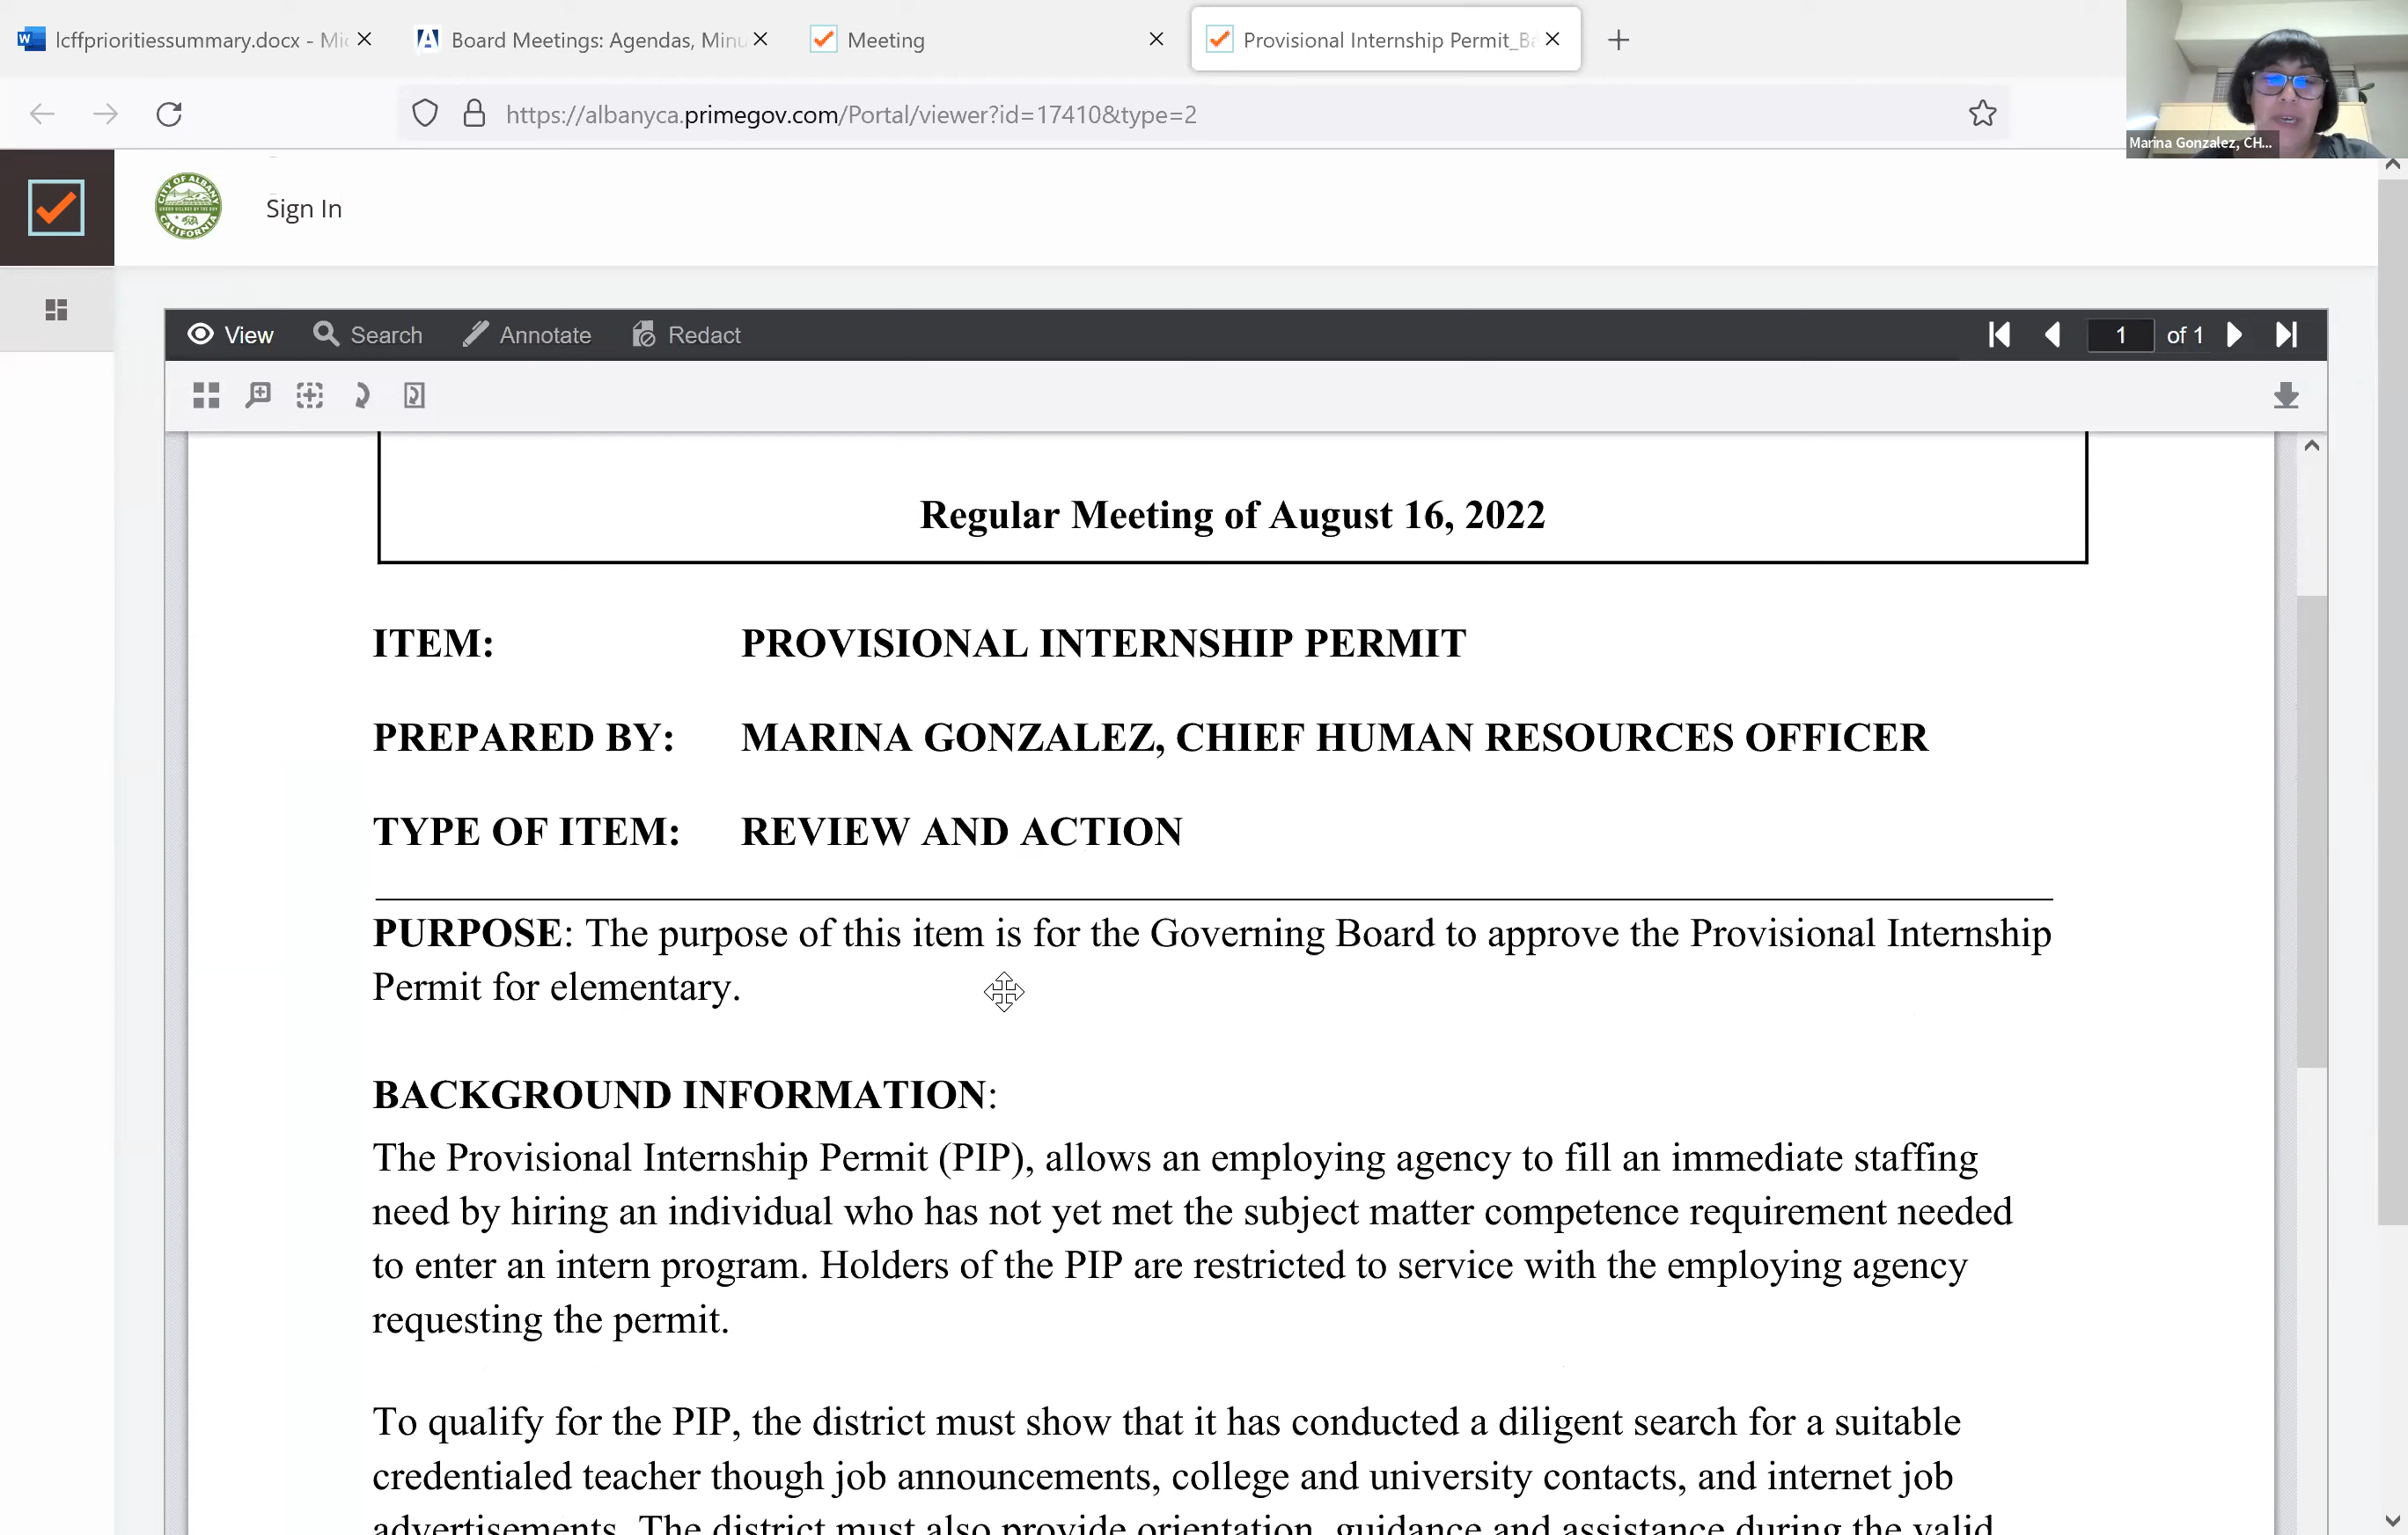 lcffprioritiessummary.docx - Mic
Board Meetings: Agendas, Minu
Meeting
Provisional Internship Permit_Ba
https://albanyca.primegov.com/Portal/viewer?id=17410&type=2
Marina Gonzalez, CH...
CITY OF ALBANY
CALIFORNIA
Sign In
View
Search
Annotate
Redact
1 of 1
Regular Meeting of August 16, 2022
ITEM: PROVISIONAL INTERNSHIP PERMIT
PREPARED BY: MARINA GONZALEZ, CHIEF HUMAN RESOURCES OFFICER
TYPE OF ITEM: REVIEW AND ACTION
PURPOSE: The purpose of this item is for the Governing Board to approve the Provisional Internship
Permit for elementary.
BACKGROUND INFORMATION:
The Provisional Internship Permit (PIP), allows an employing agency to fill an immediate staffing
need by hiring an individual who has not yet met the subject matter competence requirement needed
to enter an intern program. Holders of the PIP are restricted to service with the employing agency
requesting the permit.
To qualify for the PIP, the district must show that it has conducted a diligent search for a suitable
credentialed teacher though job announcements, college and university contacts, and internet job
advertisements. The district must also provide orientation, guidance and assistance during the valid